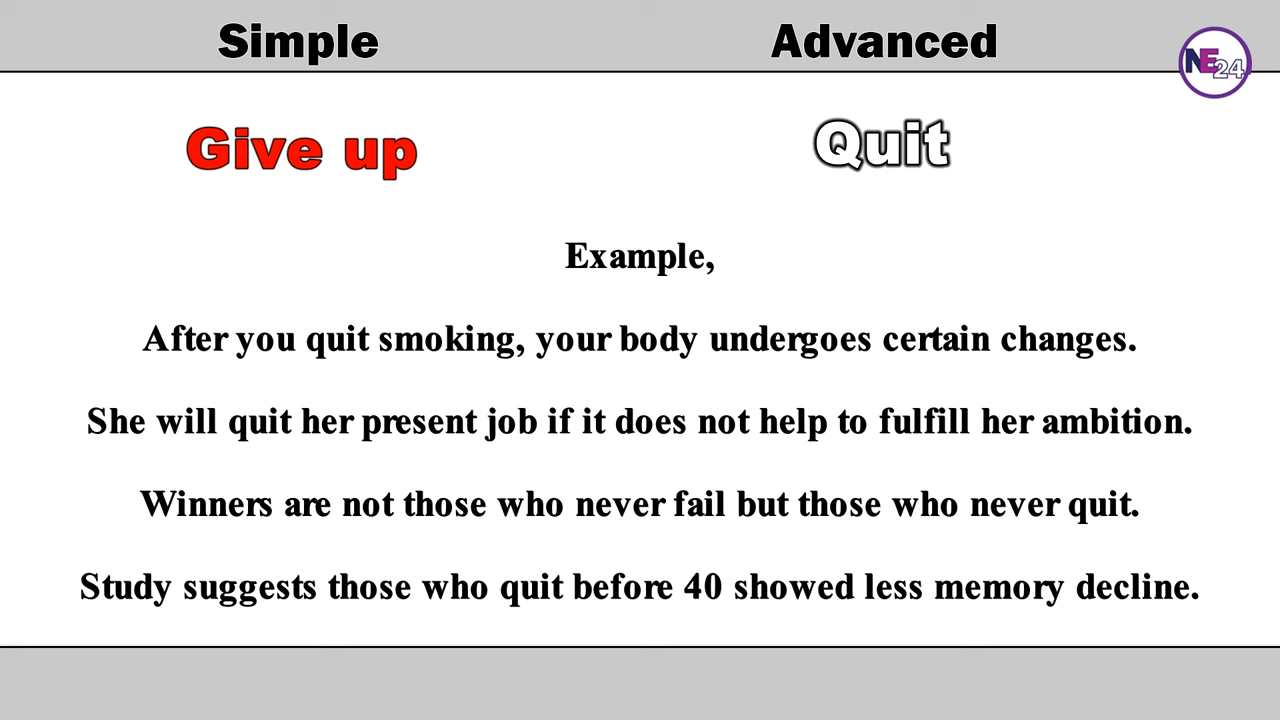 Simple Advanced
NE24
Give up Quit
Example,
After you quit smoking, your body undergoes certain changes.
She will quit her present job if it does not help to fulfill her ambition.
Winners are not those who never fail but those who never quit.
Study suggests those who quit before 40 showed less memory decline.